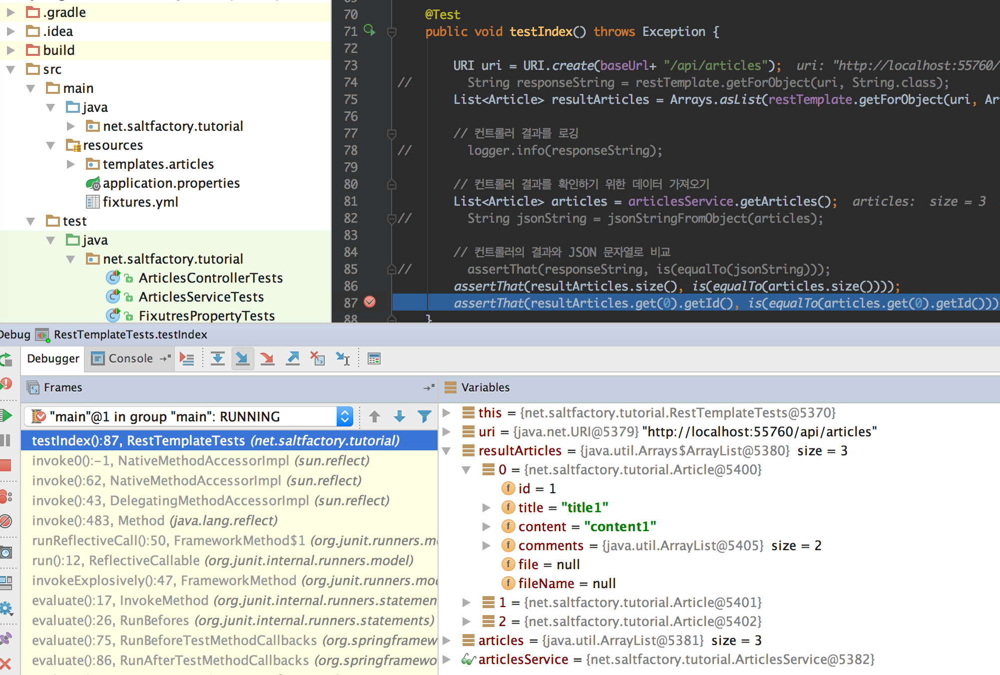 .gradle
.idea
build
src
main
java
net.saltfactory.tutorial
resources
templates.articles
application.properties
fixtures.yml
test
java
net.saltfactory.tutorial
ArticlesControllerTests
ArticlesServiceTests
FixutresPropertyTests
70 @Test
71 public void testIndex() throws Exception {
72
73 URI uri = URI.create(baseUrl+ "/api/articles"); uri: "http://localhost:55760/
74 // String responseString = restTemplate.getForObject(uri, String.class);
75 List<Article> resultArticles = Arrays.asList(restTemplate.getForObject(uri, Ar
76
77 // 컨트롤러 결과를 로깅
78 // logger.info(responseString);
79
80 // 컨트롤러 결과를 확인하기 위한 데이터 가져오기
81 List<Article> articles = articlesService.getArticles(); articles: size = 3
82 // String jsonString = jsonStringFromObject(articles);
83
84 // 컨트롤러의 결과와 JSON 문자열로 비교
85 // assertThat(responseString, is(equalTo(jsonString)));
86 assertThat(resultArticles.size(), is(equalTo(articles.size())));
87 assertThat(resultArticles.get(0).getId(), is(equalTo(articles.get(0).getId()))
88 }
Debug RestTemplateTests.testIndex
Debugger Console
Frames
"main"@1 in group "main": RUNNING
testIndex():87, RestTemplateTests (net.saltfactory.tutorial)
invoke0():-1, NativeMethodAccessorImpl (sun.reflect)
invoke():62, NativeMethodAccessorImpl (sun.reflect)
invoke():43, DelegatingMethodAccessorImpl (sun.reflect)
invoke():483, Method (java.lang.reflect)
runReflectiveCall():50, FrameworkMethod$1 (org.junit.runners.m
run():12, ReflectiveCallable (org.junit.internal.runners.model)
invokeExplosively():47, FrameworkMethod (org.junit.runners.mo
evaluate():17, InvokeMethod (org.junit.internal.runners.statemen
evaluate():26, RunBefores (org.junit.internal.runners.statements)
evaluate():75, RunBeforeTestMethodCallbacks (org.springframew
evaluate():86, RunAfterTestMethodCallbacks (org.springframewo
Variables
this = {net.saltfactory.tutorial.RestTemplateTests@5370}
uri = {java.net.URI@5379} "http://localhost:55760/api/articles"
resultArticles = {java.util.Arrays$ArrayList@5380} size = 3
0 = {net.saltfactory.tutorial.Article@5400}
id = 1
title = "title1"
content = "content1"
comments = {java.util.ArrayList@5405} size = 2
file = null
fileName = null
1 = {net.saltfactory.tutorial.Article@5401}
2 = {net.saltfactory.tutorial.Article@5402}
articles = {java.util.ArrayList@5381} size = 3
articlesService = {net.saltfactory.tutorial.ArticlesService@5382}